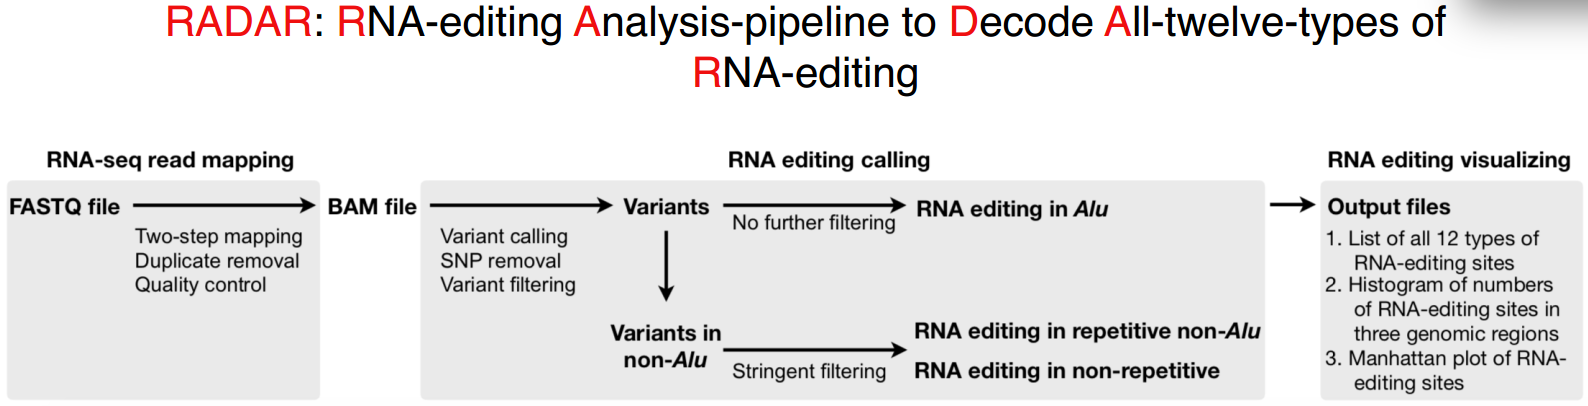 RADAR: RNA-editing Analysis-pipeline to Decode All-twelve-types of
RNA-editing
RNA-seq read mapping
FASTQ file
Two-step mapping
Duplicate removal
Quality control
BAM file
RNA editing calling
Variant calling
SNP removal
Variant filtering
Variants
No further filtering
RNA editing in Alu
Variants in
non-Alu
Stringent filtering
RNA editing in repetitive non-Alu
RNA editing in non-repetitive
RNA editing visualizing
Output files
1. List of all 12 types of
RNA-editing sites
2. Histogram of numbers
of RNA-editing sites in
three genomic regions
3. Manhattan plot of RNA-
editing sites